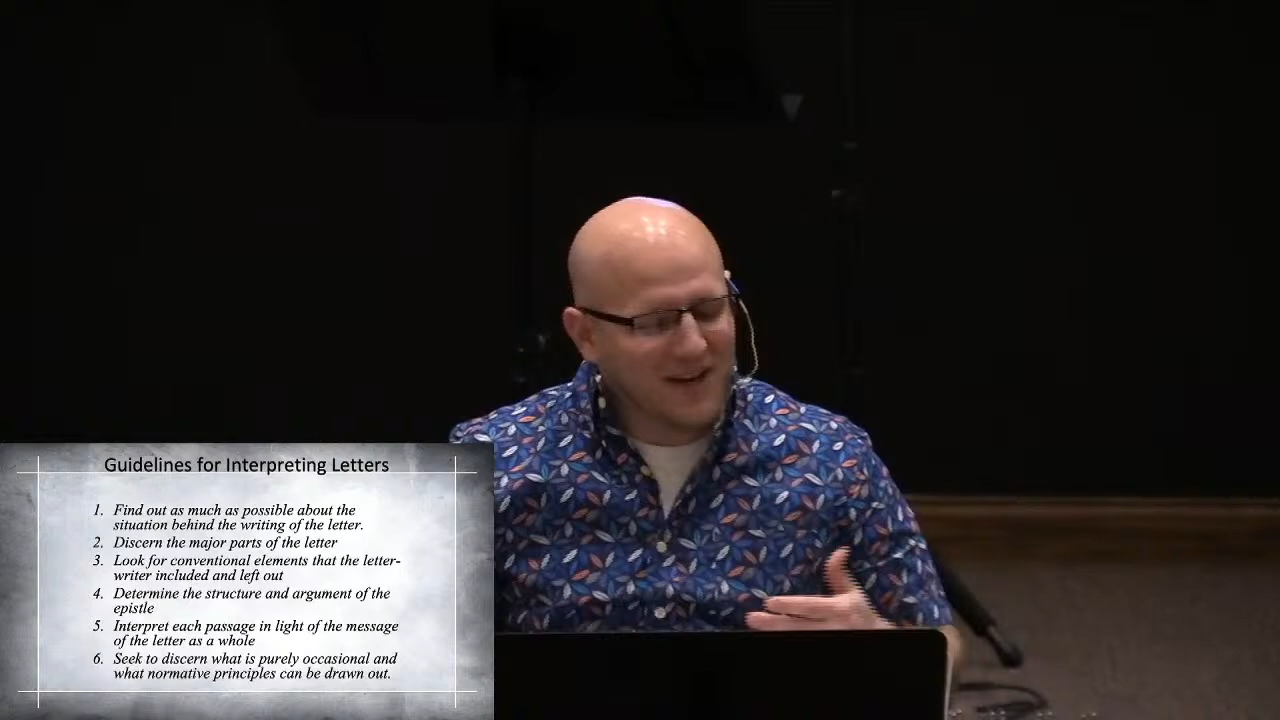 Guidelines for Interpreting Letters
1. Find out as much as possible about the
situation behind the writing of the letter.
2. Discern the major parts of the letter
3. Look for conventional elements that the letter-
writer included and left out
4. Determine the structure and argument of the
epistle
5. Interpret each passage in light of the message
of the letter as a whole
6. Seek to discern what is purely occasional and
what normative principles can be drawn out.